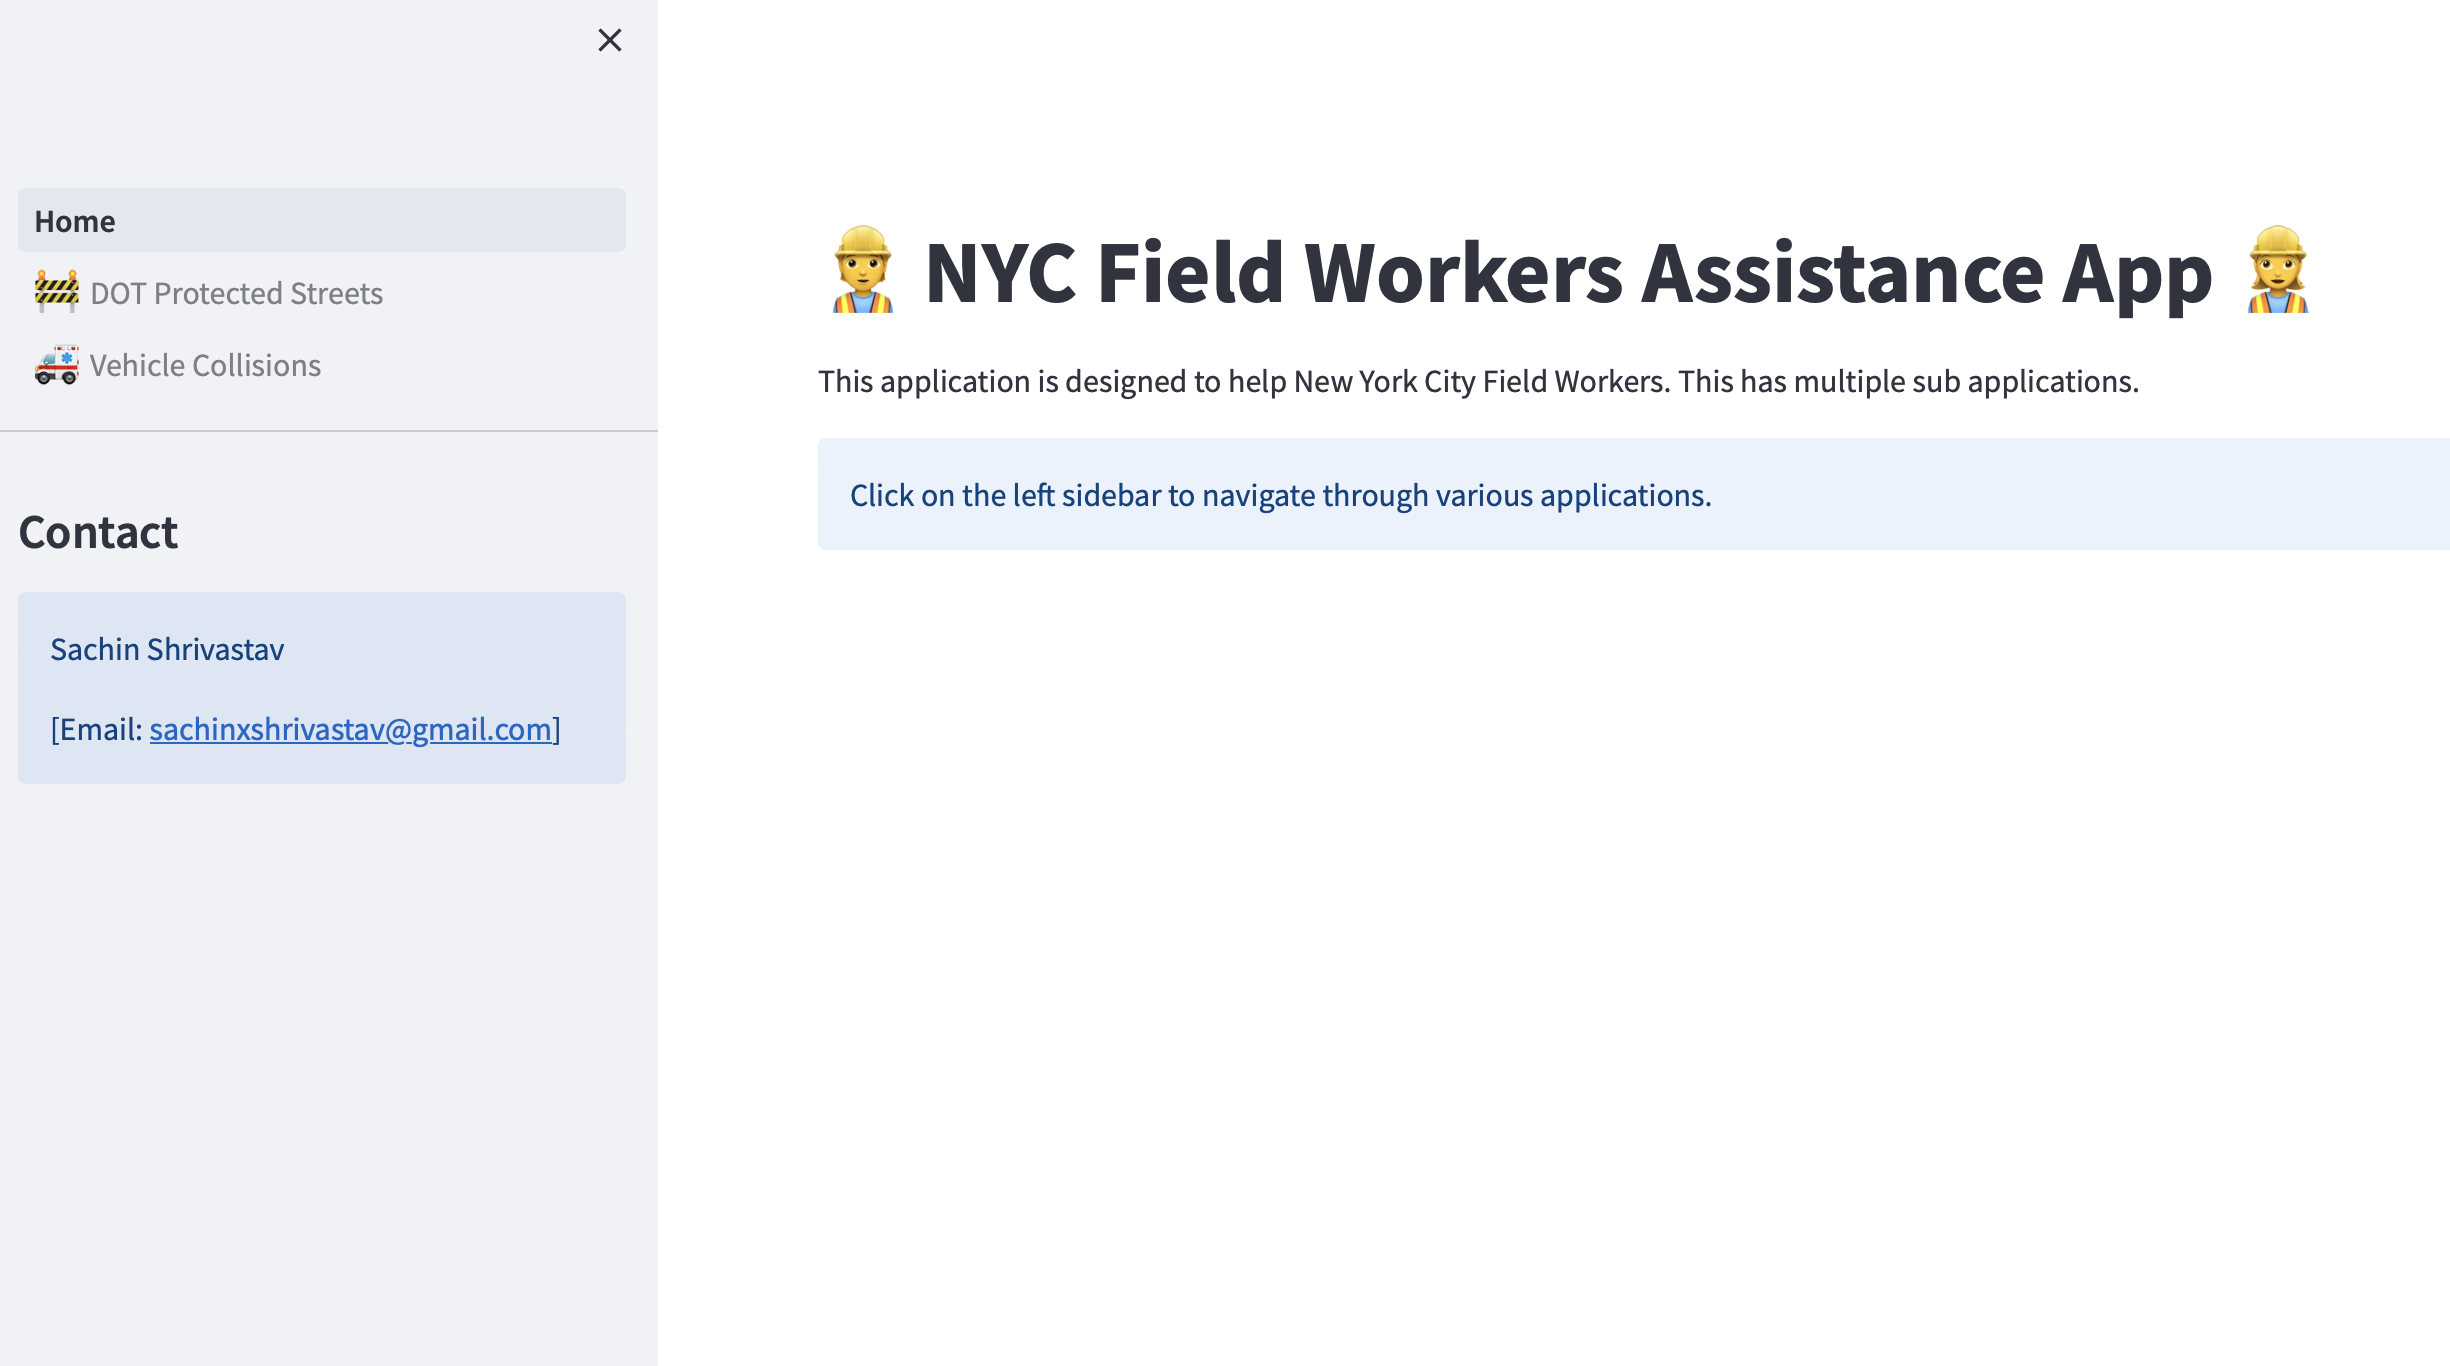 Home
🚧 DOT Protected Streets
🚑 Vehicle Collisions
Contact
Sachin Shrivastav
[Email: sachinxshrivastav@gmail.com]
👷 NYC Field Workers Assistance App 👷‍♀️
This application is designed to help New York City Field Workers. This has multiple sub applications.
Click on the left sidebar to navigate through various applications.